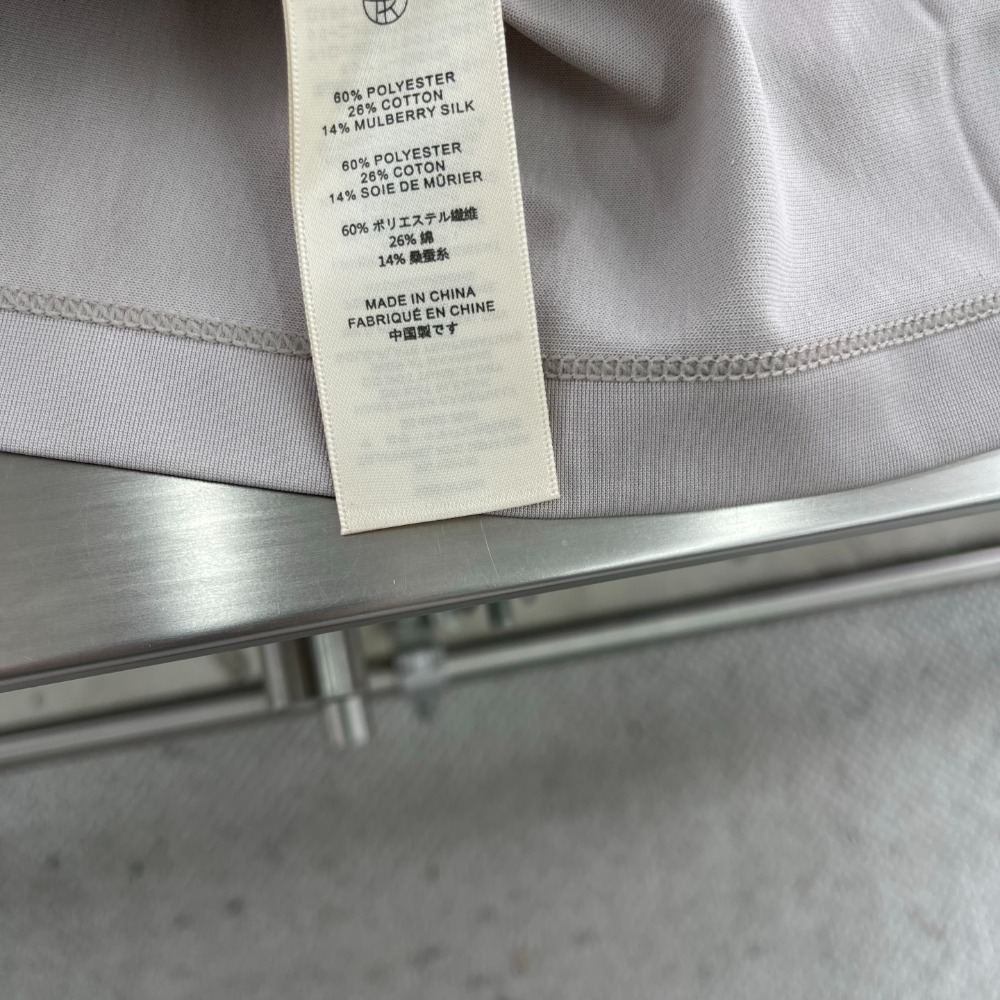 60% POLYESTER
26% COTTON
14% MULBERRY SILK
60% POLYESTER
26% COTON
14% SOIE DE MÛRIER
60% ポリエステル繊維
26% 綿
14% 桑蚕糸
MADE IN CHINA
FABRIQUÉ EN CHINE
中国製です